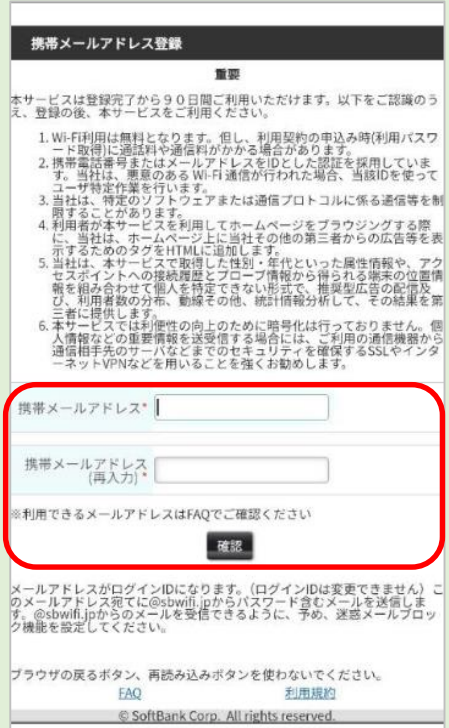 携帯メールアドレス登録
重要
本サービスは登録完了から９０日間ご利用いただけます。以下をご認識のう
え、登録の後、本サービスをご利用ください。
1. Wi-Fi利用は無料となります。但し、利用契約の申込み時(利用パスワ
ード取得)に通話料や通信料がかかる場合があります。
2. 携帯電話番号またはメールアドレスをIDとした認証を採用していま
す。当社は、悪意のある Wi-Fi 通信が行われた場合、当該IDを使って
ユーザ特定作業を行います。
3. 当社は、特定のソフトウェアまたは通信プロトコルに係る通信等を制
限することがあります。
4. 利用者が本サービスを利用してホームページをブラウジングする際
に、当社は、ホームページ上に当社その他の第三者からの広告等を表
示するためのタグをHTMLに追加します。
5. 当社は、本サービスで取得した性別・年代といった属性情報や、アク
セスポイントへの接続履歴とプローブ情報から得られる端末の位置情
報を組み合わせて個人を特定できない形式で、推奨型広告の配信及
び、利用者数の分布、動線その他、統計情報分析して、その結果を第
三者に提供します。
6. 本サービスでは利便性の向上のために暗号化は行っておりません。個
人情報などの重要情報を送受信する場合には、ご利用の通信機器から
通信相手先のサーバなどまでのセキュリティを確保するSSLやインタ
ーネットVPNなどを用いることを強くお勧めします。
携帯メールアドレス*
携帯メールアドレス
(再入力)*
※利用できるメールアドレスはFAQでご確認ください
確認
メールアドレスがログインIDになります。（ログインIDは変更できません）こ
のメールアドレス宛てに@sbwifi.jpからパスワード含むメールを送信しま
す。@sbwifi.jpからのメールを受信できるように、予め、迷惑メールブロッ
ク機能を設定してください。
ブラウザの戻るボタン、再読み込みボタンを使わないでください。
FAQ 利用規約
© SoftBank Corp. All rights reserved.